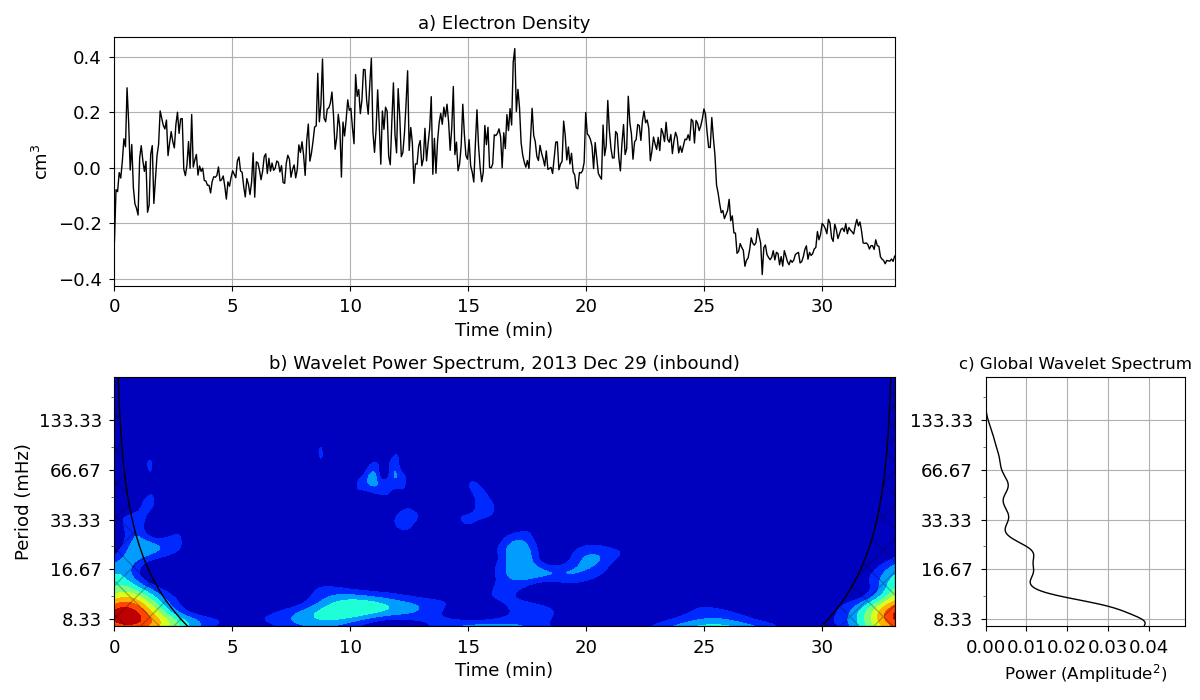 a) Electron Density
0.4
0.2
0.0
−0.2
−0.4
cm³
0 5 10 15 20 25 30
Time (min)
b) Wavelet Power Spectrum, 2013 Dec 29 (inbound)
133.33
66.67
33.33
16.67
8.33
Period (mHz)
0 5 10 15 20 25 30
Time (min)
c) Global Wavelet Spectrum
133.33
66.67
33.33
16.67
8.33
0.00 0.01 0.02 0.03 0.04
Power (Amplitude²)